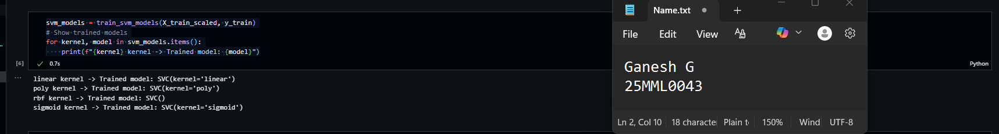 svm_models = train_svm_models(X_train_scaled, y_train)
# Show trained models
for kernel, model in svm_models.items():
    print(f"{kernel} kernel -> Trained model: {model}")
[6]
0.7s
Python
...
linear kernel -> Trained model: SVC(kernel='linear')
poly kernel -> Trained model: SVC(kernel='poly')
rbf kernel -> Trained model: SVC()
sigmoid kernel -> Trained model: SVC(kernel='sigmoid')
Name.txt
File Edit View
Ganesh G
25MML0043
Ln 2, Col 10 18 character Plain t 150% Wind UTF-8